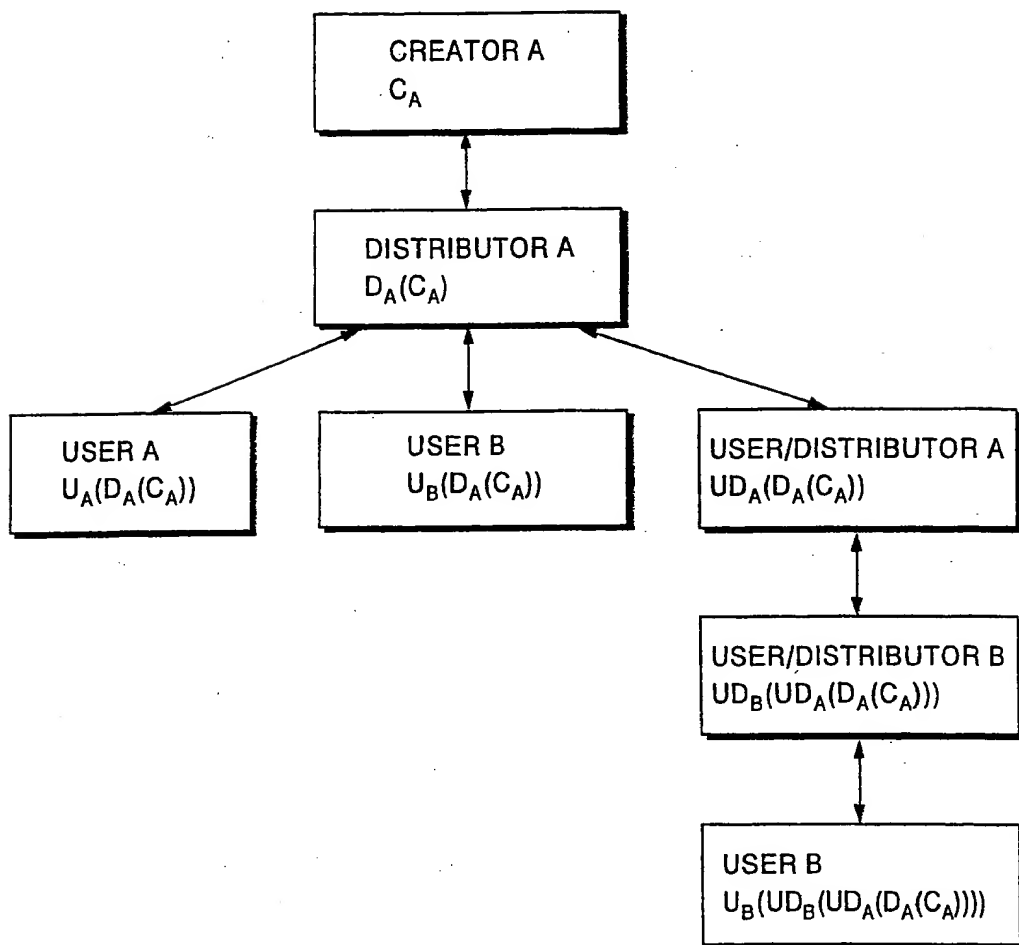 CREATOR A
C_A
DISTRIBUTOR A
D_A(C_A)
USER A
U_A(D_A(C_A))
USER B
U_B(D_A(C_A))
USER/DISTRIBUTOR A
UD_A(D_A(C_A))
USER/DISTRIBUTOR B
UD_B(UD_A(D_A(C_A)))
USER B
U_B(UD_B(UD_A(D_A(C_A))))